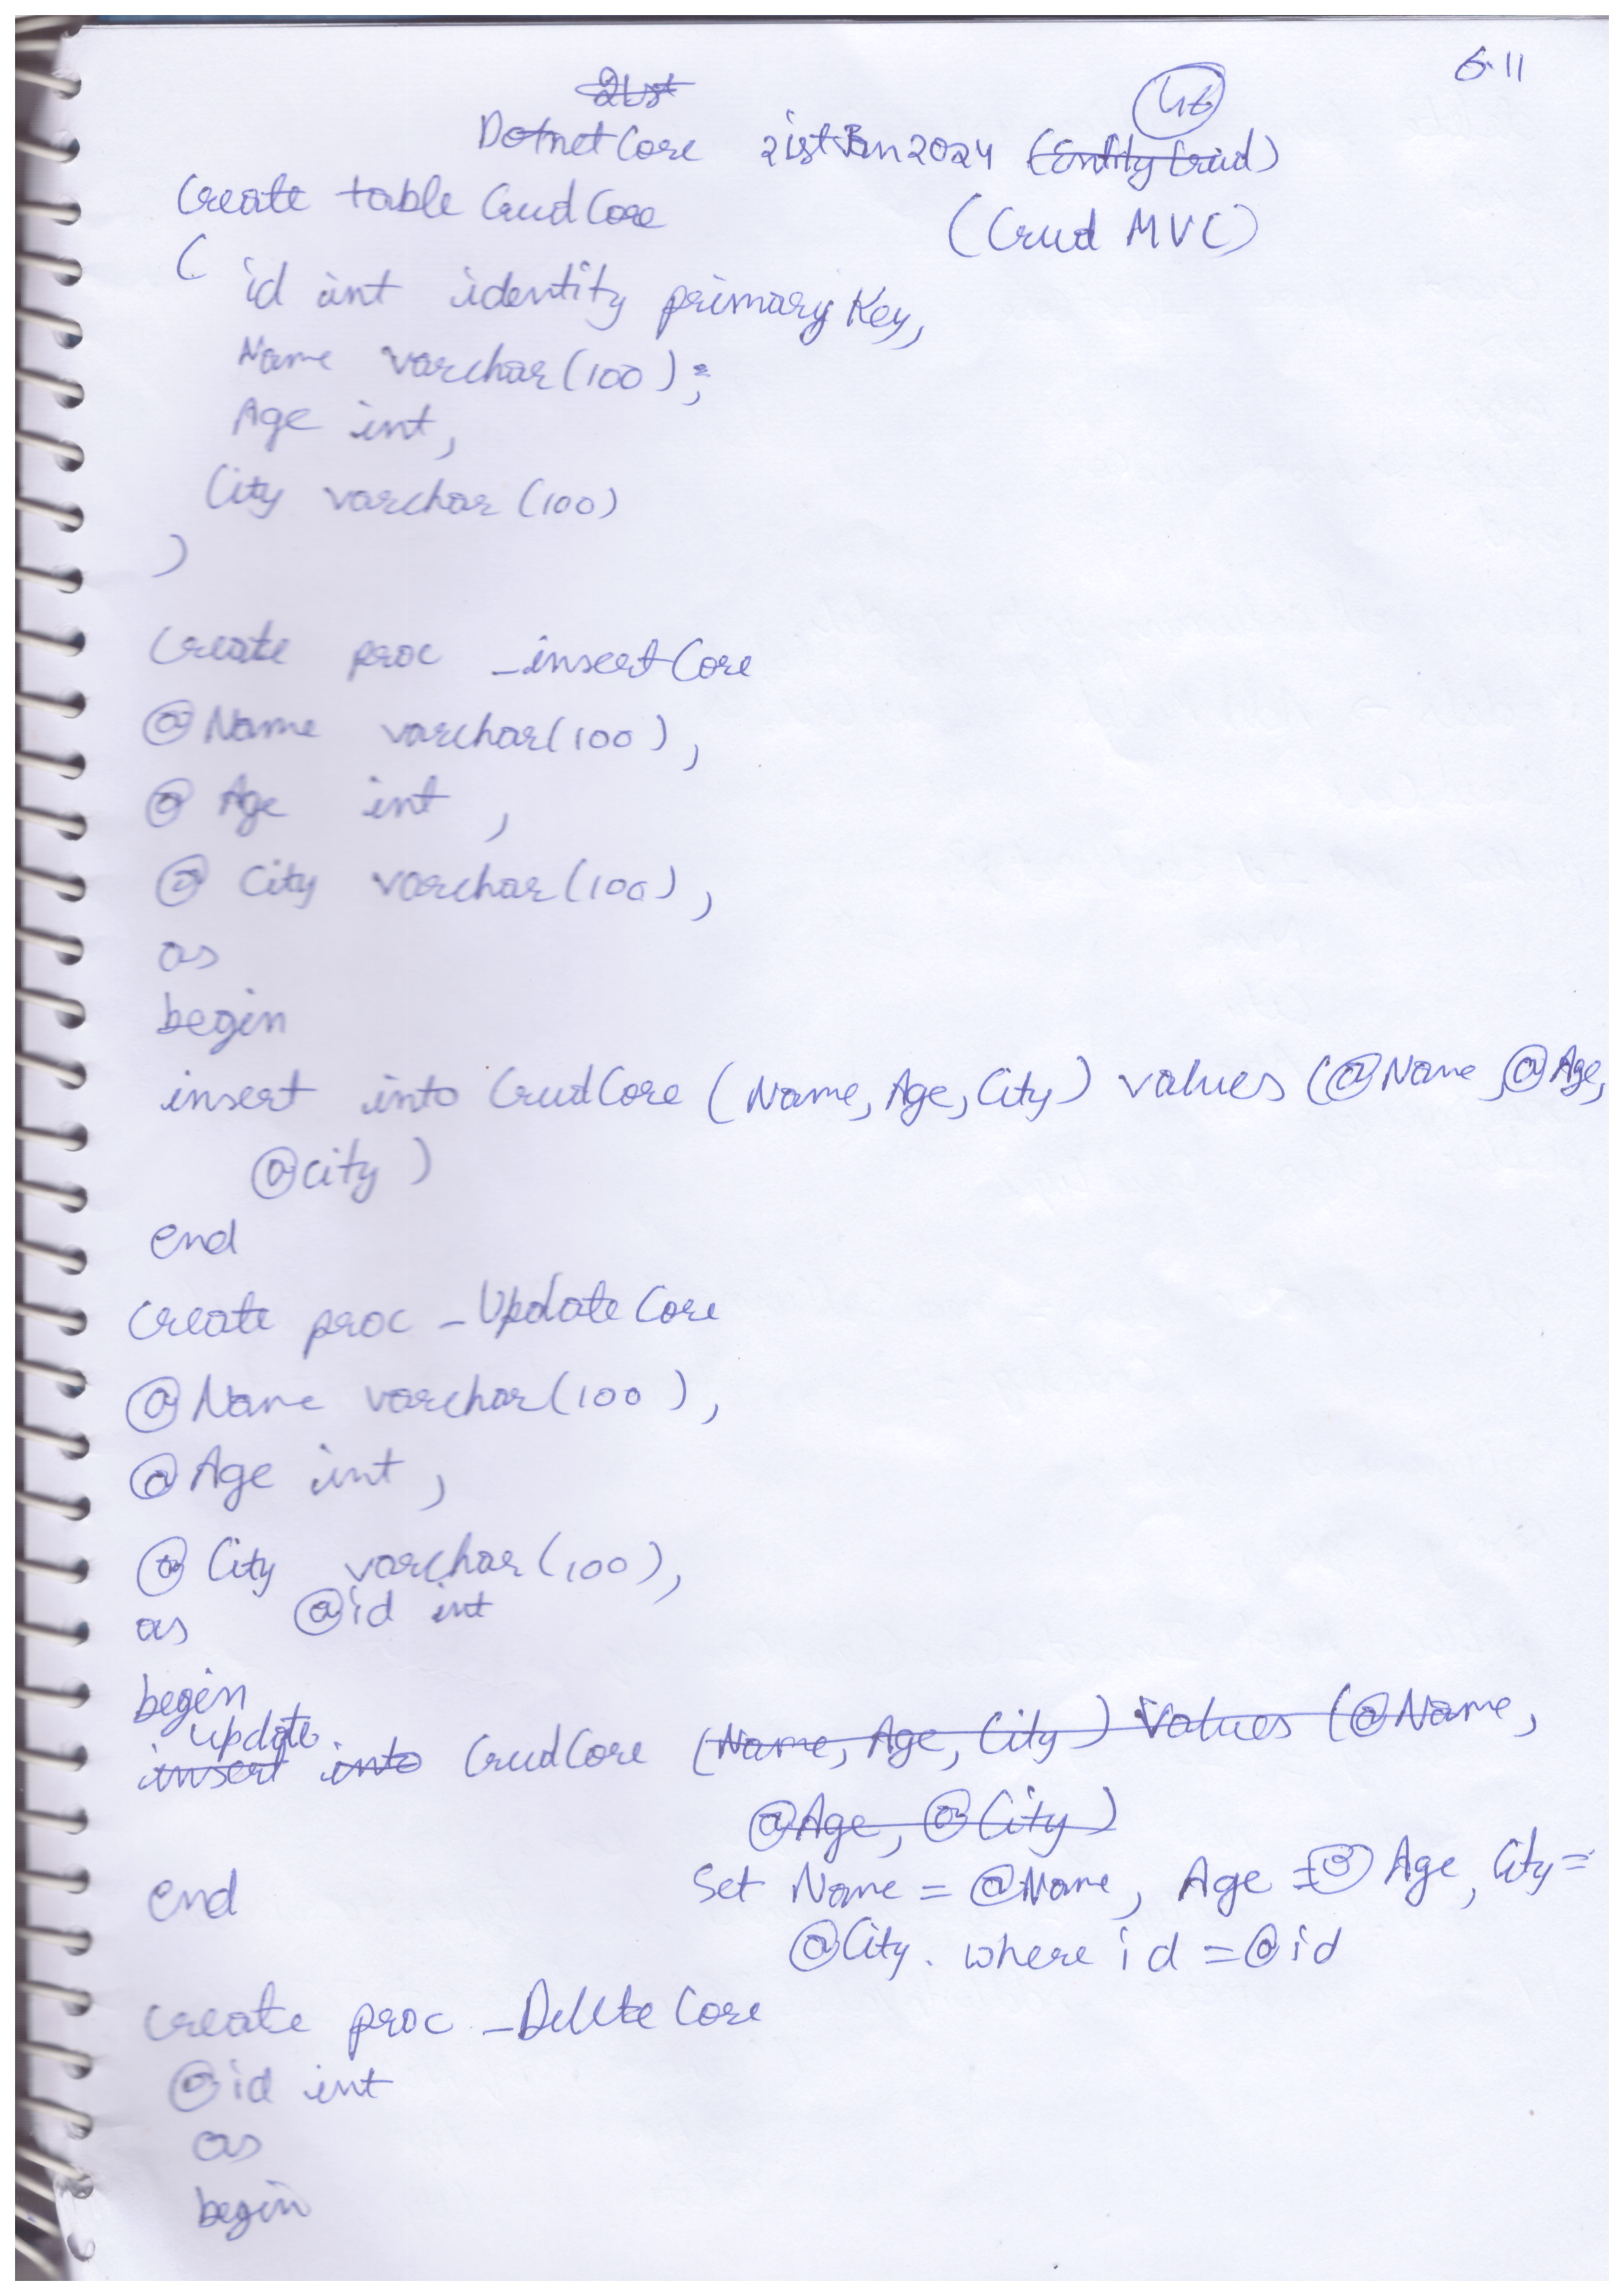 6.11
21st
Dotnet Core 21st Jan 2024 (Entity Crud)
(Crud MVC)
Create table CrudCore
(
id int identity primary Key,
Name varchar(100);
Age int,
City varchar (100)
)
Create proc _insertCore
@Name varchar(100),
@ Age int ,
@ City varchar(100),
as
begin
insert into CrudCore (Name, Age, City) values (@Name, @Age,
@city )
end
Create proc _UpdateCore
@Name varchar(100),
@Age int ,
@ City varchar(100),
@id int
as
begin
update
insert into CrudCore (Name, Age, City) values (@Name,
@Age, @City)
Set Name = @Name, Age = @ Age, City =
@City. where id = @id
end
Create proc _Delete Core
@id int
as
begin